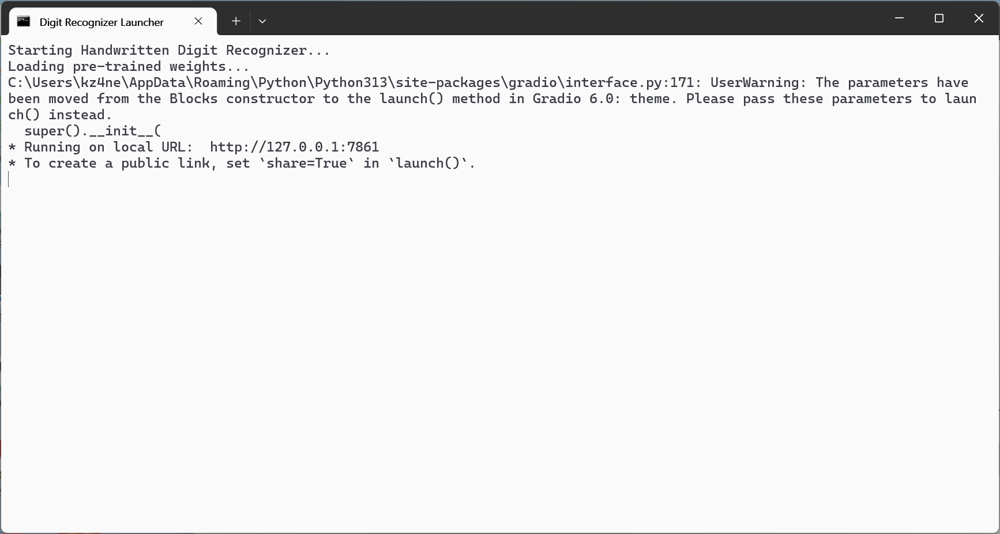 Digit Recognizer Launcher
Starting Handwritten Digit Recognizer...
Loading pre-trained weights...
C:\Users\kz4ne\AppData\Roaming\Python\Python313\site-packages\gradio\interface.py:171: UserWarning: The parameters have
been moved from the Blocks constructor to the launch() method in Gradio 6.0: theme. Please pass these parameters to laun
ch() instead.
  super().__init__(
* Running on local URL:  http://127.0.0.1:7861
* To create a public link, set `share=True` in `launch()`.